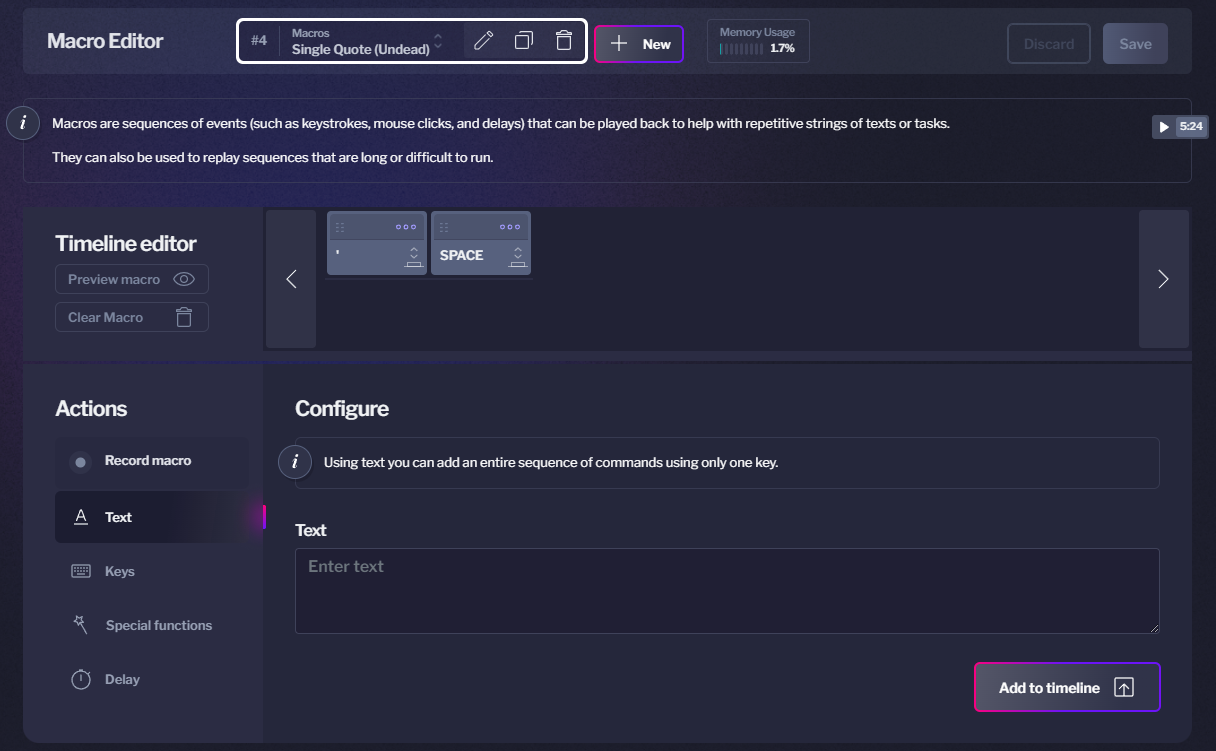 Macro Editor
#4
Macros
Single Quote (Undead)
New
Memory Usage
1.7%
Discard
Save
i
Macros are sequences of events (such as keystrokes, mouse clicks, and delays) that can be played back to help with repetitive strings of texts or tasks.
5:24
They can also be used to replay sequences that are long or difficult to run.
Timeline editor
Preview macro
Clear Macro
'
SPACE
Actions
Record macro
Text
Keys
Special functions
Delay
Configure
i
Using text you can add an entire sequence of commands using only one key.
Text
Enter text
Add to timeline